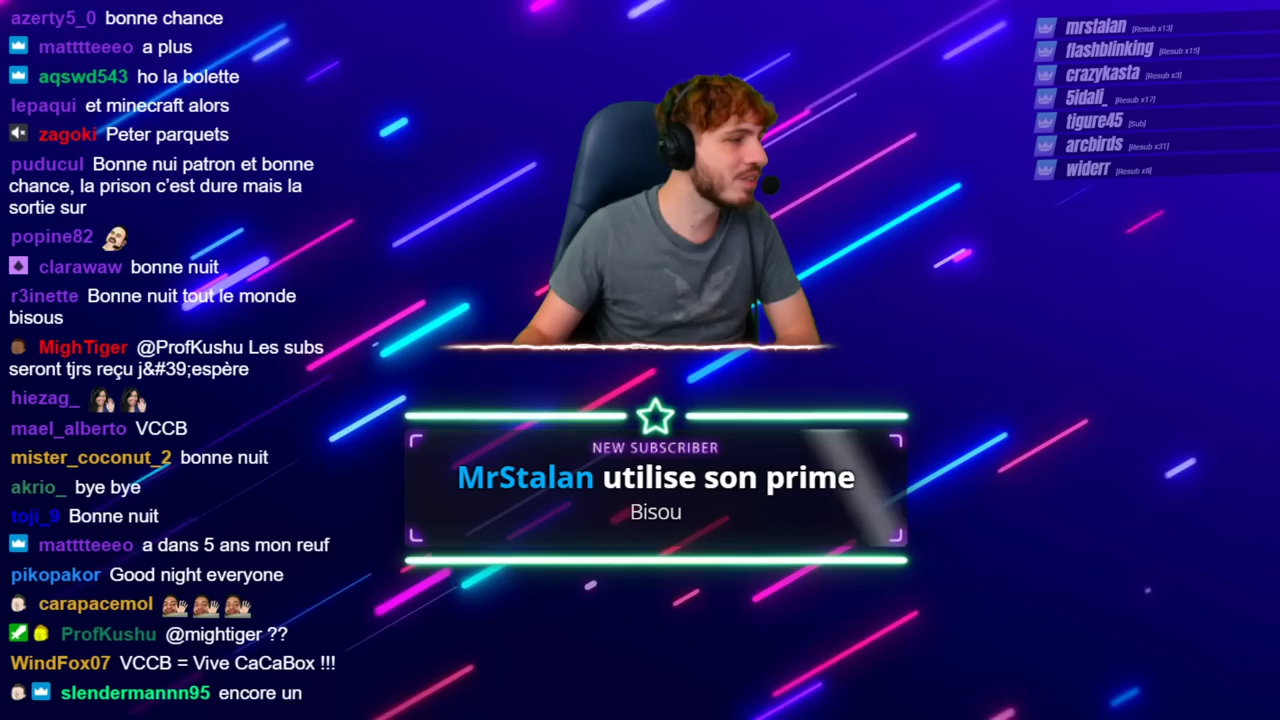 azerty5_0 bonne chance
matttteeeo a plus
aqswd543 ho la bolette
lepaqui et minecraft alors
zagoki Peter parquets
puducul Bonne nui patron et bonne
chance, la prison c'est dure mais la
sortie sur
popine82
clarawaw bonne nuit
r3inette Bonne nuit tout le monde
bisous
MighTiger @ProfKushu Les subs
seront tjrs reçu j&#39;espère
hiezag_
mael_alberto VCCB
mister_coconut_2 bonne nuit
akrio_ bye bye
toji_9 Bonne nuit
matttteeeo a dans 5 ans mon reuf
pikopakor Good night everyone
carapacemol
ProfKushu @mightiger ??
WindFox07 VCCB = Vive CaCaBox !!!
slendermannn95 encore un
NEW SUBSCRIBER
MrStalan utilise son prime
Bisou
mrstalan [Resub x13]
flashblinking [Resub x15]
crazykasta [Resub x3]
5idali_ [Resub x17]
tigure45 [Sub]
arcbirds [Resub x31]
widerr [Resub x8]